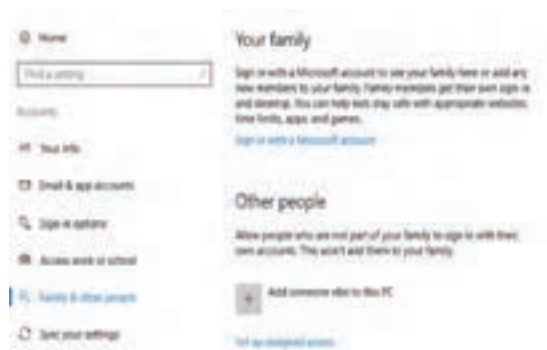 Home
Find a setting
Accounts
Your info
Email & app accounts
Sign-in options
Access work or school
Family & other people
Sync your settings
Your family
Sign in with a Microsoft account to see your family here or add any
new members to your family. Family members get their own sign-in
and desktop. You can help kids stay safe with appropriate websites,
time limits, apps, and games.
Sign in with a Microsoft account
Other people
Allow people who are not part of your family to sign in with their
own accounts. This won't add them to your family.
Add someone else to this PC
Set up assigned access